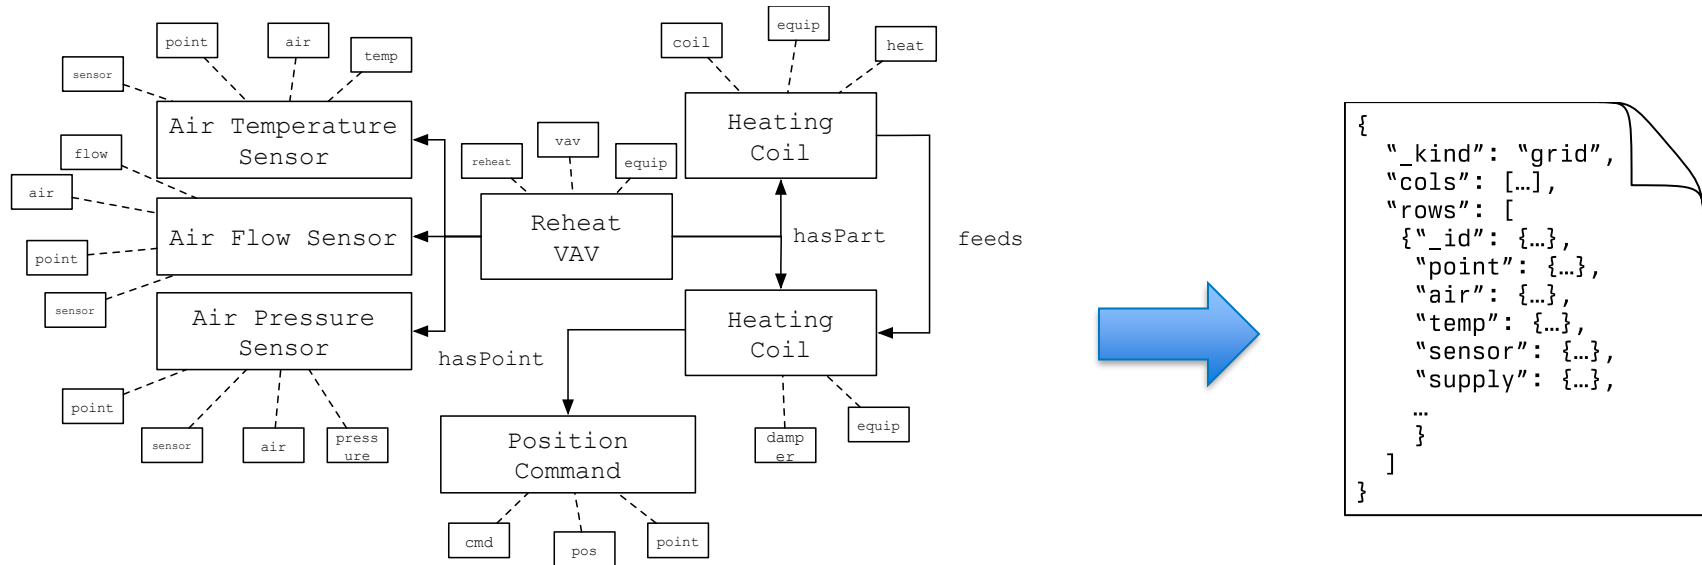 point
air
temp
sensor
Air Temperature
Sensor
flow
air
Air Flow Sensor
point
sensor
Air Pressure
Sensor
point
sensor
air
press
ure
hasPoint
reheat
vav
equip
Reheat
VAV
coil
equip
heat
Heating
Coil
hasPart
feeds
Heating
Coil
damp
er
equip
Position
Command
cmd
pos
point
{
“_kind”: “grid”,
“cols”: […],
“rows”: [
{“_id”: {…},
“point”: {…},
“air”: {…},
“temp”: {…},
“sensor”: {…},
“supply”: {…},
…
}
]
}